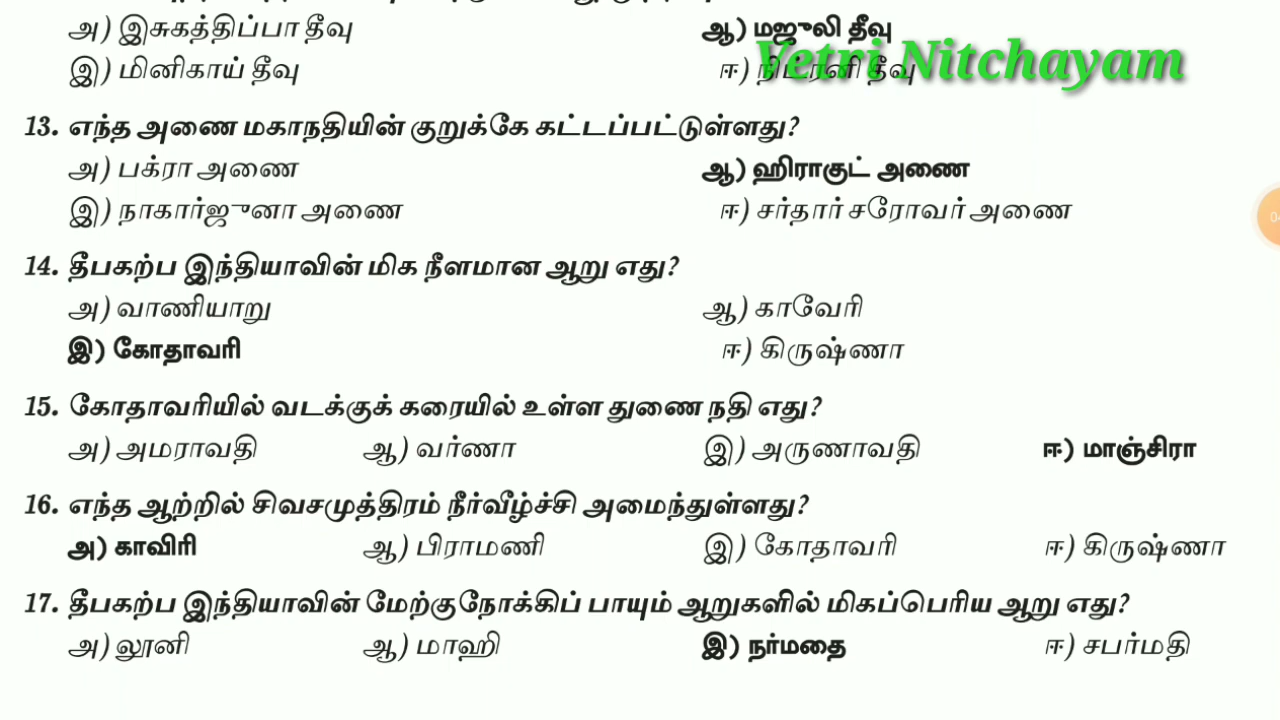 அ) இசுகத்திப்பா தீவு ஆ) மஜுலி தீவு
Vetri Nitchayam
இ) மினிகாய் தீவு ஈ) தீவு
13. எந்த அணை மகாநதியின் குறுக்கே கட்டப்பட்டுள்ளது?
அ) பக்ரா அணை ஆ) ஹிராகுட் அணை
இ) நாகார்ஜுனா அணை ஈ) சர்தார் சரோவர் அணை
14. தீபகற்ப இந்தியாவின் மிக நீளமான ஆறு எது?
அ) வாணியாறு ஆ) காவேரி
இ) கோதாவரி ஈ) கிருஷ்ணா
15. கோதாவரியில் வடக்குக் கரையில் உள்ள துணை நதி எது?
அ) அமராவதி ஆ) வர்ணா இ) அருணாவதி ஈ) மாஞ்சிரா
16. எந்த ஆற்றில் சிவசமுத்திரம் நீர்வீழ்ச்சி அமைந்துள்ளது?
அ) காவிரி ஆ) பிராமணி இ) கோதாவரி ஈ) கிருஷ்ணா
17. தீபகற்ப இந்தியாவின் மேற்குநோக்கிப் பாயும் ஆறுகளில் மிகப்பெரிய ஆறு எது?
அ) லூனி ஆ) மாஹி இ) நர்மதை ஈ) சபர்மதி